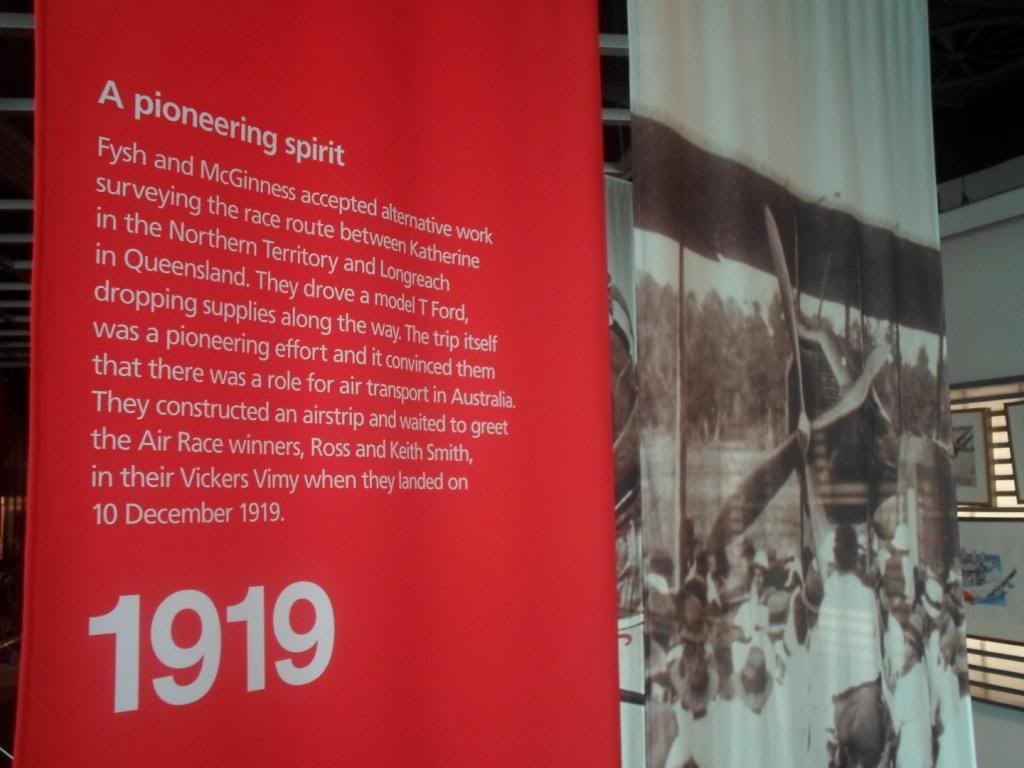 A pioneering spirit
Fysh and McGinness accepted alternative work
surveying the race route between Katherine
in the Northern Territory and Longreach
in Queensland. They drove a model T Ford,
dropping supplies along the way. The trip itself
was a pioneering effort and it convinced them
that there was a role for air transport in Australia.
They constructed an airstrip and waited to greet
the Air Race winners, Ross and Keith Smith,
in their Vickers Vimy when they landed on
10 December 1919.
1919